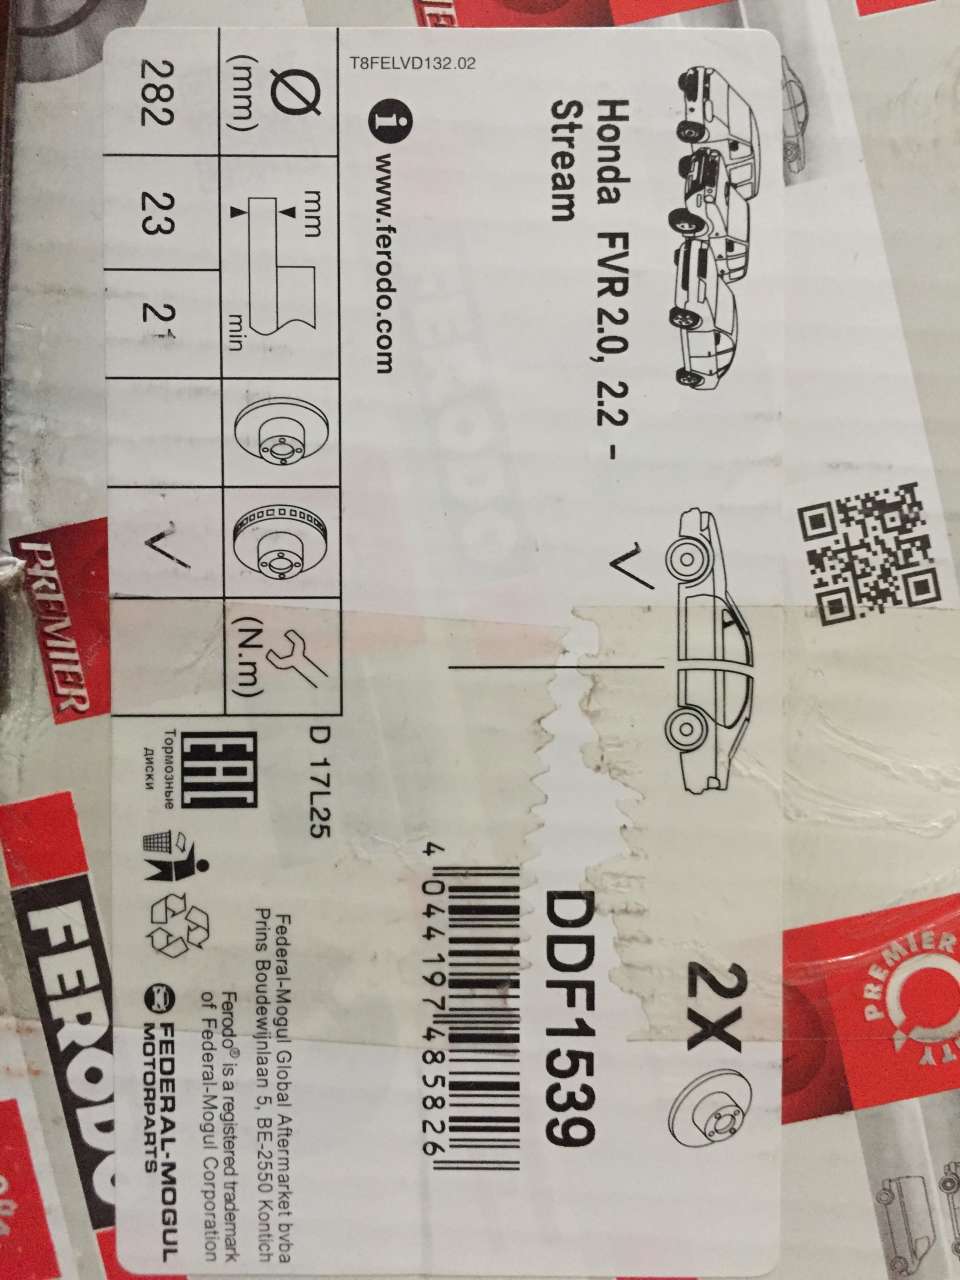 T8FELVD132.02
Honda FVR 2.0, 2.2 -
Stream
i www.ferodo.com
Ø
(mm)
mm
min
(N.m)
282
23
21
2X
DDF1539
4 044197 485826
D 17L25
EAC
Тормозные
диски
Federal-Mogul Global Aftermarket bvba
Prins Boudewijnlaan 5, BE-2550 Kontich
Ferodo® is a registered trademark
of Federal-Mogul Corporation
FEDERAL-MOGUL
MOTORPARTS
PREMIER
FERODO
PREMIER